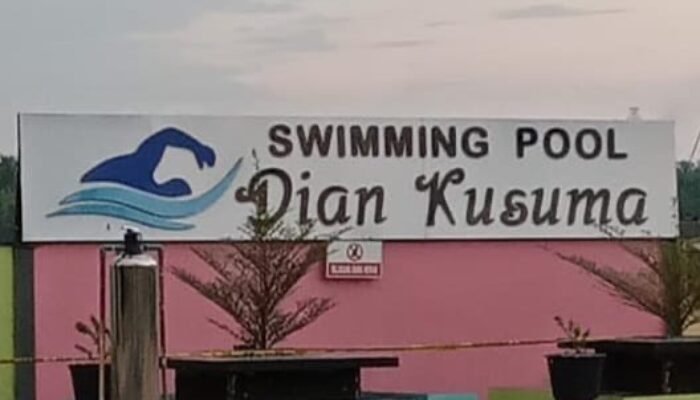 SWIMMING POOL
Dian Kusuma